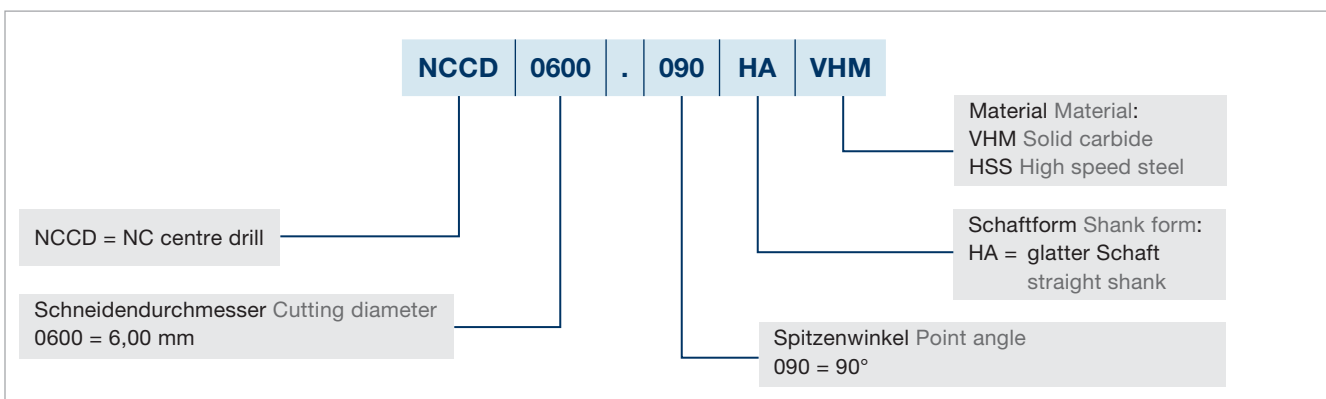 NCCD 0600 . 090 HA VHM
Material Material:
VHM Solid carbide
HSS High speed steel
NCCD = NC centre drill
Schaftform Shank form:
HA = glatter Schaft
straight shank
Schneidendurchmesser Cutting diameter
0600 = 6,00 mm
Spitzenwinkel Point angle
090 = 90°